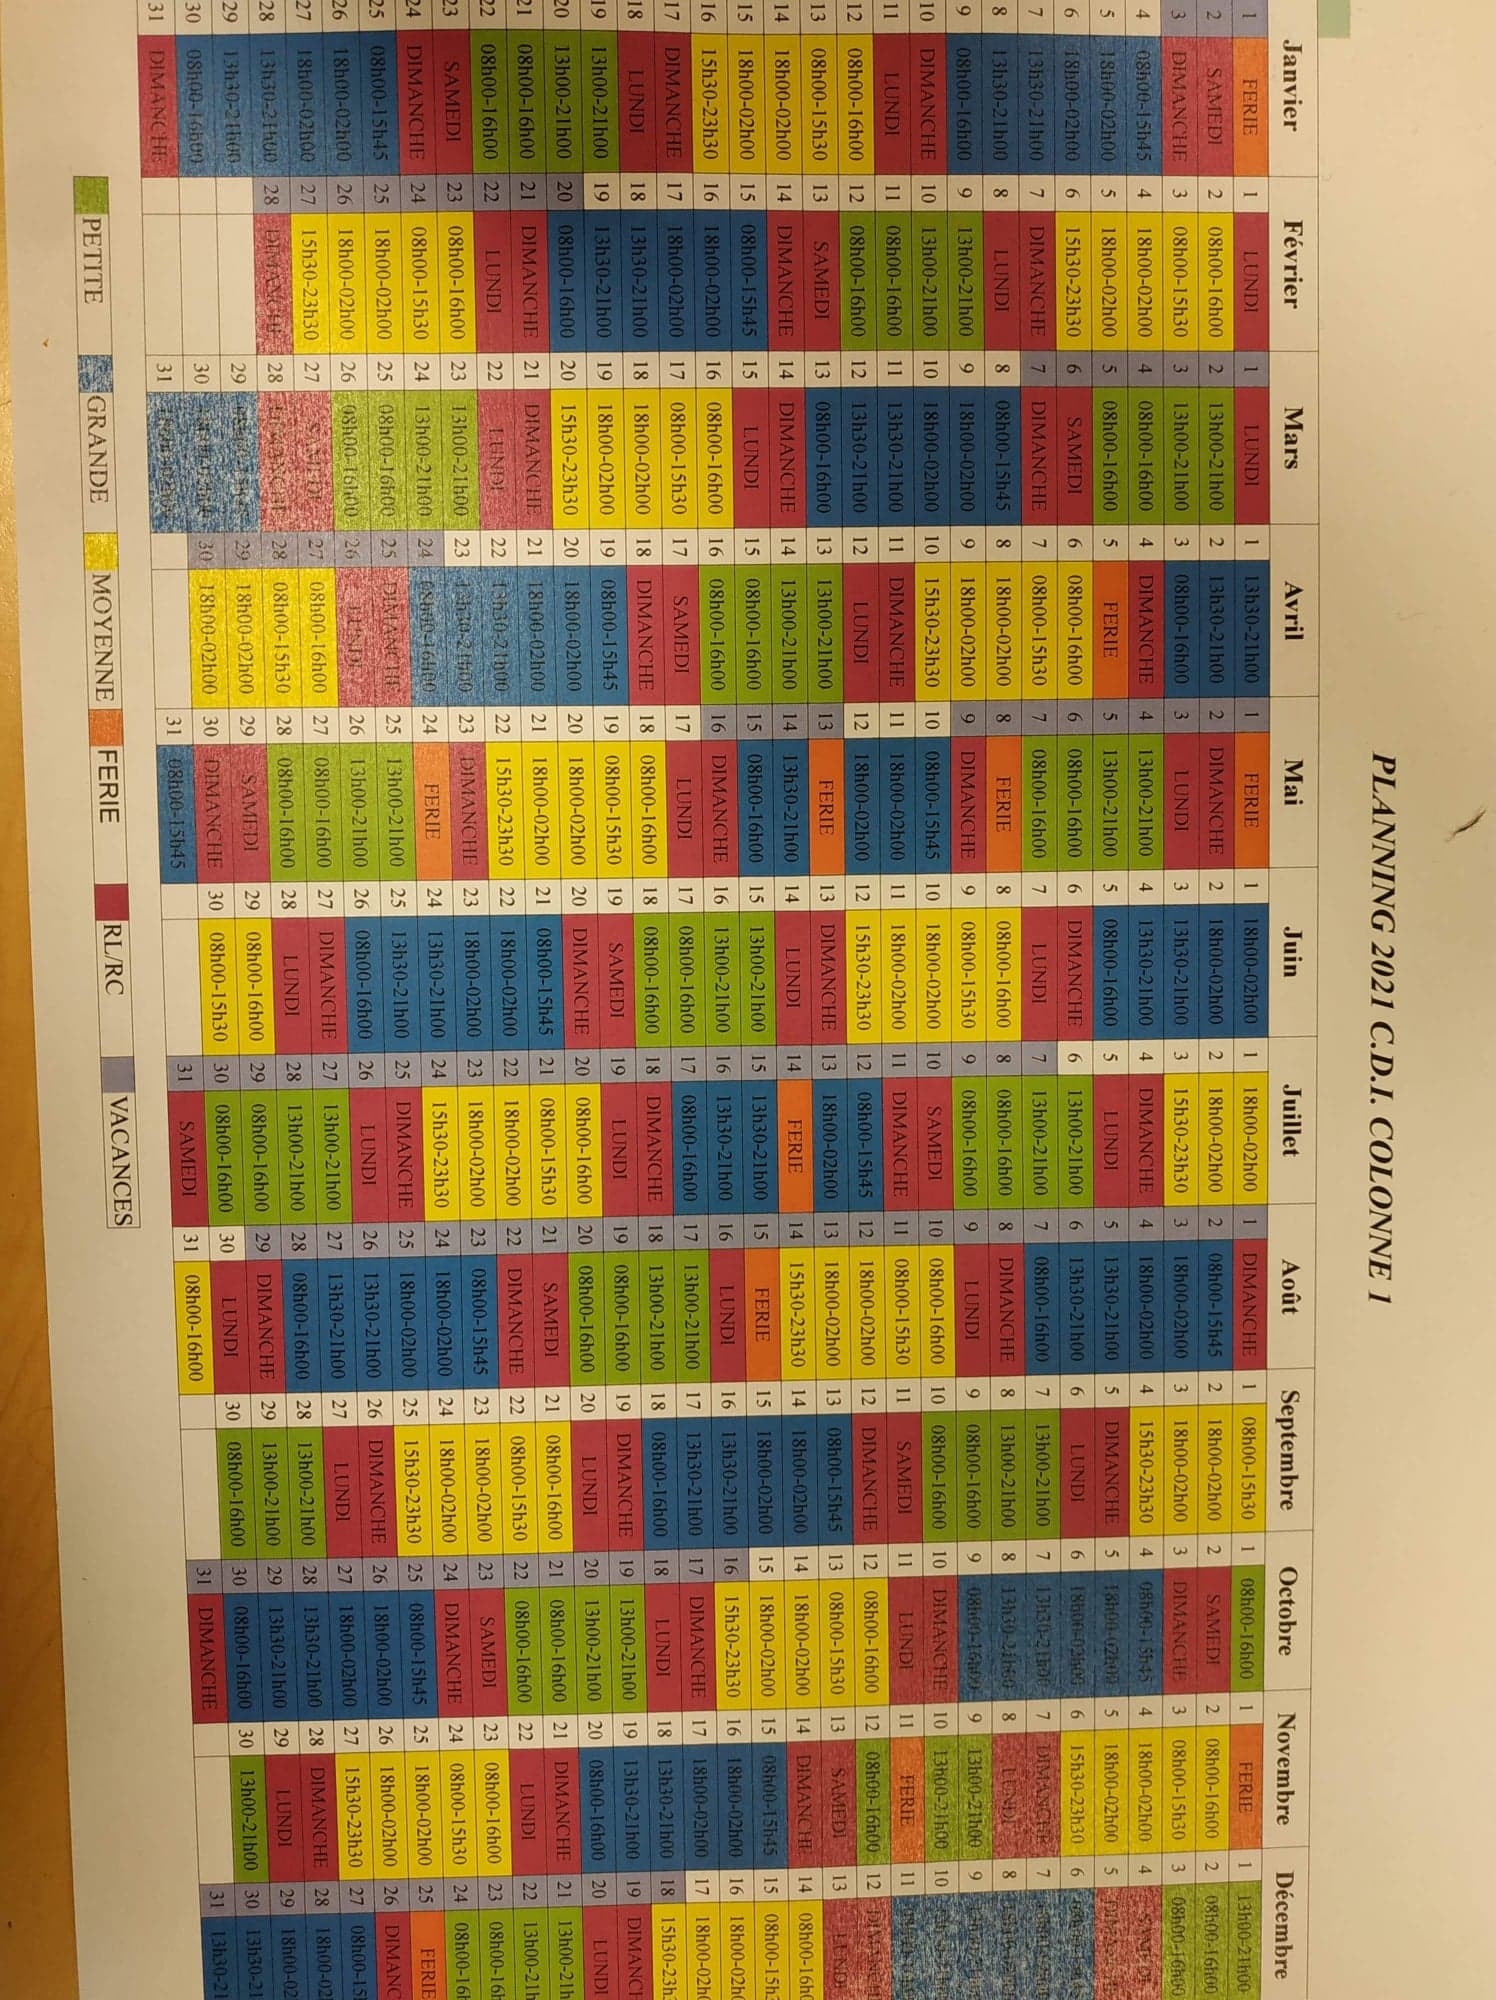 PLANNING 2021 C.D.I. COLONNE 1
Janvier Février Mars Avril Mai Juin Juillet Août Septembre Octobre Novembre Décembre
1 FERIE 1 LUNDI 1 LUNDI 1 13h30-21h00 1 FERIE 1 18h00-02h00 1 18h00-02h00 1 DIMANCHE 1 08h00-15h30 1 08h00-16h00 1 FERIE 1 13h00-21h00
2 SAMEDI 2 08h00-16h00 2 13h00-21h00 2 13h30-21h00 2 DIMANCHE 2 18h00-02h00 2 18h00-02h00 2 08h00-15h45 2 18h00-02h00 2 SAMEDI 2 08h00-16h00 2 08h00-16h00
3 DIMANCHE 3 08h00-15h30 3 13h00-21h00 3 08h00-16h00 3 LUNDI 3 13h30-21h00 3 15h30-23h30 3 18h00-02h00 3 18h00-02h00 3 DIMANCHE 3 08h00-15h30 3 08h00-16h00
4 08h00-15h45 4 18h00-02h00 4 08h00-16h00 4 DIMANCHE 4 13h00-21h00 4 13h30-21h00 4 DIMANCHE 4 18h00-02h00 4 15h30-23h30 4 08h00-15h45 4 18h00-02h00 4 SAMEDI
5 18h00-02h00 5 18h00-02h00 5 08h00-16h00 5 FERIE 5 13h00-21h00 5 08h00-16h00 5 LUNDI 5 13h30-21h00 5 DIMANCHE 5 18h00-02h00 5 18h00-02h00 5 DIMANCHE
6 18h00-02h00 6 15h30-23h30 6 SAMEDI 6 08h00-16h00 6 08h00-16h00 6 DIMANCHE 6 13h00-21h00 6 13h30-21h00 6 LUNDI 6 18h00-02h00 6 15h30-23h30 6
7 13h30-21h00 7 DIMANCHE 7 DIMANCHE 7 08h00-15h30 7 08h00-16h00 7 LUNDI 7 13h00-21h00 7 08h00-16h00 7 13h00-21h00 7 13h30-21h00 7 DIMANCHE 7
8 13h30-21h00 8 LUNDI 8 08h00-15h45 8 18h00-02h00 8 FERIE 8 08h00-16h00 8 08h00-16h00 8 DIMANCHE 8 13h00-21h00 8 13h30-21h00 8 LUNDI 8
9 08h00-16h00 9 13h00-21h00 9 18h00-02h00 9 18h00-02h00 9 DIMANCHE 9 08h00-15h30 9 08h00-16h00 9 LUNDI 9 08h00-16h00 9 08h00-16h00 9 13h00-21h00 9
10 DIMANCHE 10 13h00-21h00 10 18h00-02h00 10 15h30-23h30 10 08h00-15h45 10 18h00-02h00 10 SAMEDI 10 08h00-16h00 10 08h00-16h00 10 DIMANCHE 10 13h00-21h00 10
11 LUNDI 11 08h00-16h00 11 13h30-21h00 11 DIMANCHE 11 18h00-02h00 11 18h00-02h00 11 DIMANCHE 11 08h00-15h30 11 SAMEDI 11 LUNDI 11 FERIE 11
12 08h00-16h00 12 08h00-16h00 12 13h30-21h00 12 LUNDI 12 18h00-02h00 12 15h30-23h30 12 08h00-15h45 12 18h00-02h00 12 DIMANCHE 12 08h00-16h00 12 08h00-16h00 12 DIMANCHE
13 08h00-15h30 13 SAMEDI 13 08h00-16h00 13 13h00-21h00 13 FERIE 13 DIMANCHE 13 18h00-02h00 13 18h00-02h00 13 08h00-15h45 13 08h00-15h30 13 SAMEDI 13 LUNDI
14 18h00-02h00 14 DIMANCHE 14 DIMANCHE 14 13h00-21h00 14 13h30-21h00 14 LUNDI 14 FERIE 14 15h30-23h30 14 18h00-02h00 14 18h00-02h00 14 DIMANCHE 14 08h00-16h0
15 18h00-02h00 15 08h00-15h45 15 LUNDI 15 08h00-16h00 15 08h00-16h00 15 13h00-21h00 15 13h30-21h00 15 FERIE 15 18h00-02h00 15 18h00-02h00 15 08h00-15h45 15 08h00-15h3
16 15h30-23h30 16 18h00-02h00 16 08h00-16h00 16 08h00-16h00 16 DIMANCHE 16 13h00-21h00 16 13h30-21h00 16 LUNDI 16 13h30-21h00 16 15h30-23h30 16 18h00-02h00 16 18h00-02h0
17 DIMANCHE 17 18h00-02h00 17 08h00-15h30 17 SAMEDI 17 LUNDI 17 08h00-16h00 17 08h00-16h00 17 13h00-21h00 17 13h30-21h00 17 DIMANCHE 17 18h00-02h00 17 18h00-02h0
18 LUNDI 18 13h30-21h00 18 18h00-02h00 18 DIMANCHE 18 08h00-16h00 18 08h00-16h00 18 DIMANCHE 18 13h00-21h00 18 08h00-16h00 18 LUNDI 18 13h30-21h00 18 15h30-23h3
19 13h00-21h00 19 13h30-21h00 19 18h00-02h00 19 08h00-15h45 19 08h00-15h30 19 SAMEDI 19 LUNDI 19 08h00-16h00 19 DIMANCHE 19 13h00-21h00 19 13h30-21h00 19 DIMANCH
20 13h00-21h00 20 08h00-16h00 20 15h30-23h30 20 18h00-02h00 20 18h00-02h00 20 DIMANCHE 20 08h00-16h00 20 08h00-16h00 20 LUNDI 20 13h00-21h00 20 08h00-16h00 20 LUNDI
21 08h00-16h00 21 DIMANCHE 21 DIMANCHE 21 18h00-02h00 21 18h00-02h00 21 08h00-15h45 21 08h00-15h30 21 SAMEDI 21 08h00-16h00 21 08h00-16h00 21 DIMANCHE 21 13h00-21h
22 08h00-16h00 22 LUNDI 22 LUNDI 22 13h30-21h00 22 15h30-23h30 22 18h00-02h00 22 18h00-02h00 22 DIMANCHE 22 08h00-15h30 22 08h00-16h00 22 LUNDI 22 13h00-21h
23 SAMEDI 23 08h00-16h00 23 13h00-21h00 23 13h30-21h00 23 DIMANCHE 23 18h00-02h00 23 18h00-02h00 23 08h00-15h45 23 18h00-02h00 23 SAMEDI 23 08h00-16h00 23 08h00-16h
24 DIMANCHE 24 08h00-15h30 24 13h00-21h00 24 08h00-16h00 24 FERIE 24 13h30-21h00 24 15h30-23h30 24 18h00-02h00 24 18h00-02h00 24 DIMANCHE 24 08h00-15h30 24 08h00-16h
25 08h00-15h45 25 18h00-02h00 25 08h00-16h00 25 DIMANCHE 25 13h00-21h00 25 13h30-21h00 25 DIMANCHE 25 18h00-02h00 25 15h30-23h30 25 08h00-15h45 25 18h00-02h00 25 FERIE
26 18h00-02h00 26 18h00-02h00 26 08h00-16h00 26 LUNDI 26 13h00-21h00 26 08h00-16h00 26 LUNDI 26 13h30-21h00 26 DIMANCHE 26 18h00-02h00 26 18h00-02h00 26 DIMANC
27 18h00-02h00 27 15h30-23h30 27 SAMEDI 27 08h00-16h00 27 08h00-16h00 27 DIMANCHE 27 13h00-21h00 27 13h30-21h00 27 LUNDI 27 18h00-02h00 27 15h30-23h30 27 08h00-15h
28 13h30-21h00 28 DIMANCHE 28 DIMANCHE 28 08h00-15h30 28 08h00-16h00 28 LUNDI 28 13h00-21h00 28 08h00-16h00 28 13h00-21h00 28 13h30-21h00 28 DIMANCHE 28 18h00-02
29 13h30-21h00 29 29 18h00-02h00 29 SAMEDI 29 08h00-16h00 29 08h00-16h00 29 DIMANCHE 29 13h00-21h00 29 13h30-21h00 29 LUNDI 29 18h00-02
30 08h00-16h00 30 30 18h00-02h00 30 DIMANCHE 30 08h00-15h30 30 08h00-16h00 30 LUNDI 30 08h00-16h00 30 08h00-16h00 30 13h00-21h00 30 13h30-21
31 DIMANCHE 31 31 08h00-15h45 31 SAMEDI 31 08h00-16h00 31 DIMANCHE 31 13h30-21
PETITE GRANDE MOYENNE FERIE RL/RC VACANCES